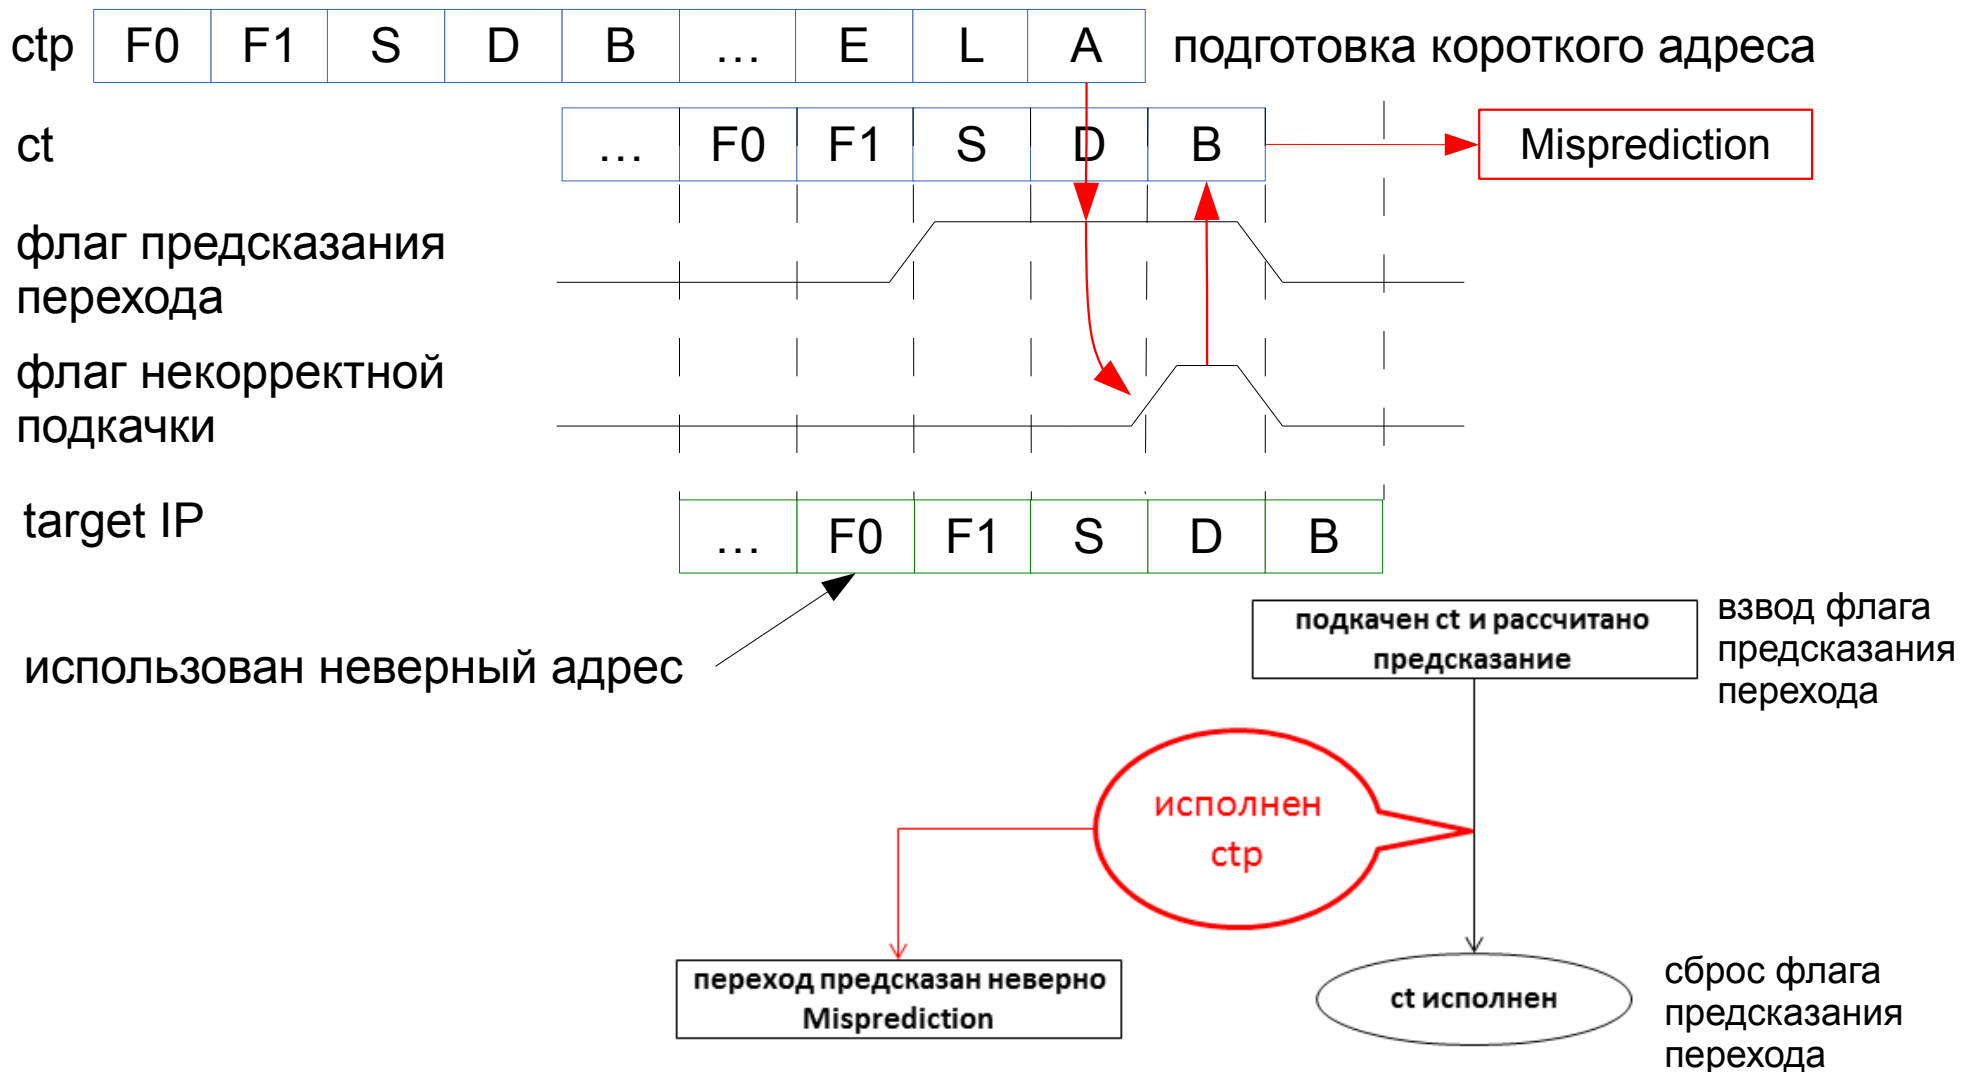 ctp F0 F1 S D B ... E L A подготовка короткого адреса
ct ... F0 F1 S D B Misprediction
флаг предсказания
перехода
флаг некорректной
подкачки
target IP ... F0 F1 S D B
использован неверный адрес
подкачен ct и рассчитано
предсказание
взвод флага
предсказания
перехода
исполнен
ctp
переход предсказан неверно
Misprediction
ct исполнен
сброс флага
предсказания
перехода